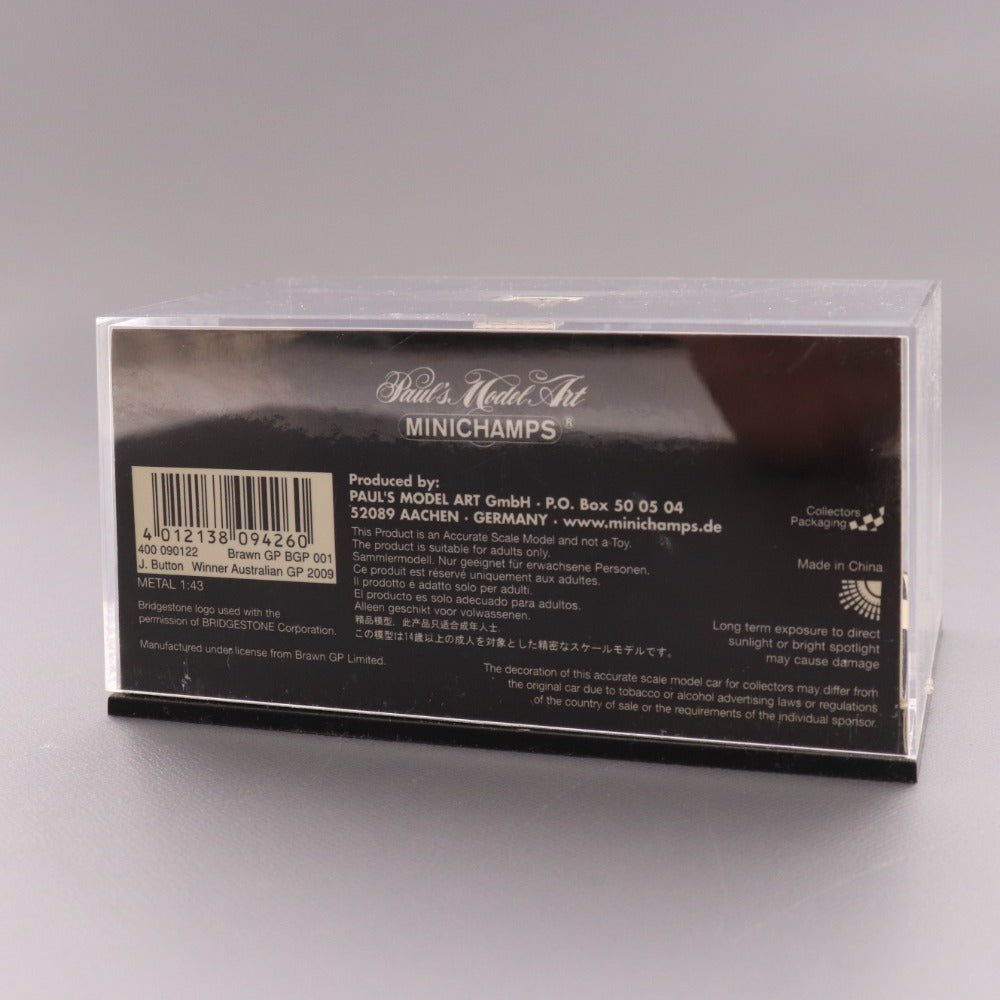 Paul's Model Art
MINICHAMPS®
4 012138 094260
400 090122 Brawn GP BGP 001
J. Button Winner Australian GP 2009
METAL 1:43
Bridgestone logo used with the
permission of BRIDGESTONE Corporation.
Manufactured under license from Brawn GP Limited.
Produced by:
PAUL'S MODEL ART GmbH · P.O. Box 50 05 04
52089 AACHEN · GERMANY · www.minichamps.de
This Product is an Accurate Scale Model and not a Toy.
The product is suitable for adults only.
Sammlermodell. Nur geeignet für erwachsene Personen.
Ce produit est réservé uniquement aux adultes.
Il prodotto è adatto solo per adulti.
El producto es solo adecuado para adultos.
Alleen geschikt voor volwassenen.
精品模型，此产品只适合成年人士
この模型は14歳以上の成人を対象とした精密なスケールモデルです。
Collectors
Packaging
Made in China
Long term exposure to direct
sunlight or bright spotlight
may cause damage
The decoration of this accurate scale model car for collectors may differ from
the original car due to tobacco or alcohol advertising laws or regulations
of the country of sale or the requirements of the individual sponsor.